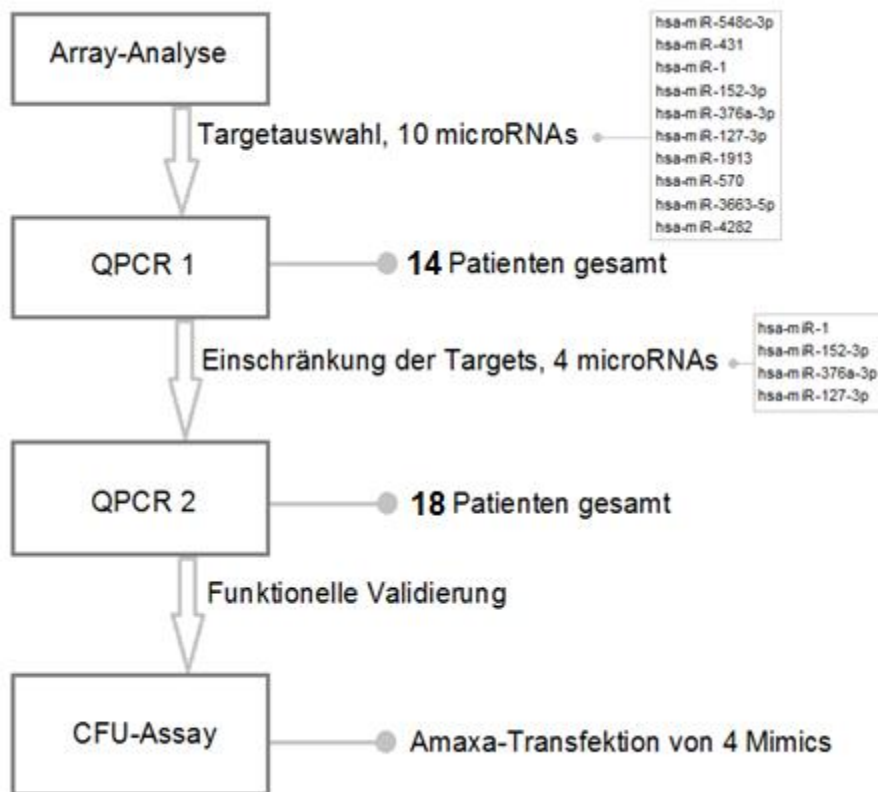 Array-Analyse
hsa-miR-548c-3p
hsa-miR-431
hsa-miR-1
hsa-miR-152-3p
hsa-miR-376a-3p
hsa-miR-127-3p
hsa-miR-1913
hsa-miR-570
hsa-miR-3663-5p
hsa-miR-4282
Targetauswahl, 10 microRNAs
QPCR 1
14 Patienten gesamt
Einschränkung der Targets, 4 microRNAs
hsa-miR-1
hsa-miR-152-3p
hsa-miR-376a-3p
hsa-miR-127-3p
QPCR 2
18 Patienten gesamt
Funktionelle Validierung
CFU-Assay
Amaxa-Transfektion von 4 Mimics